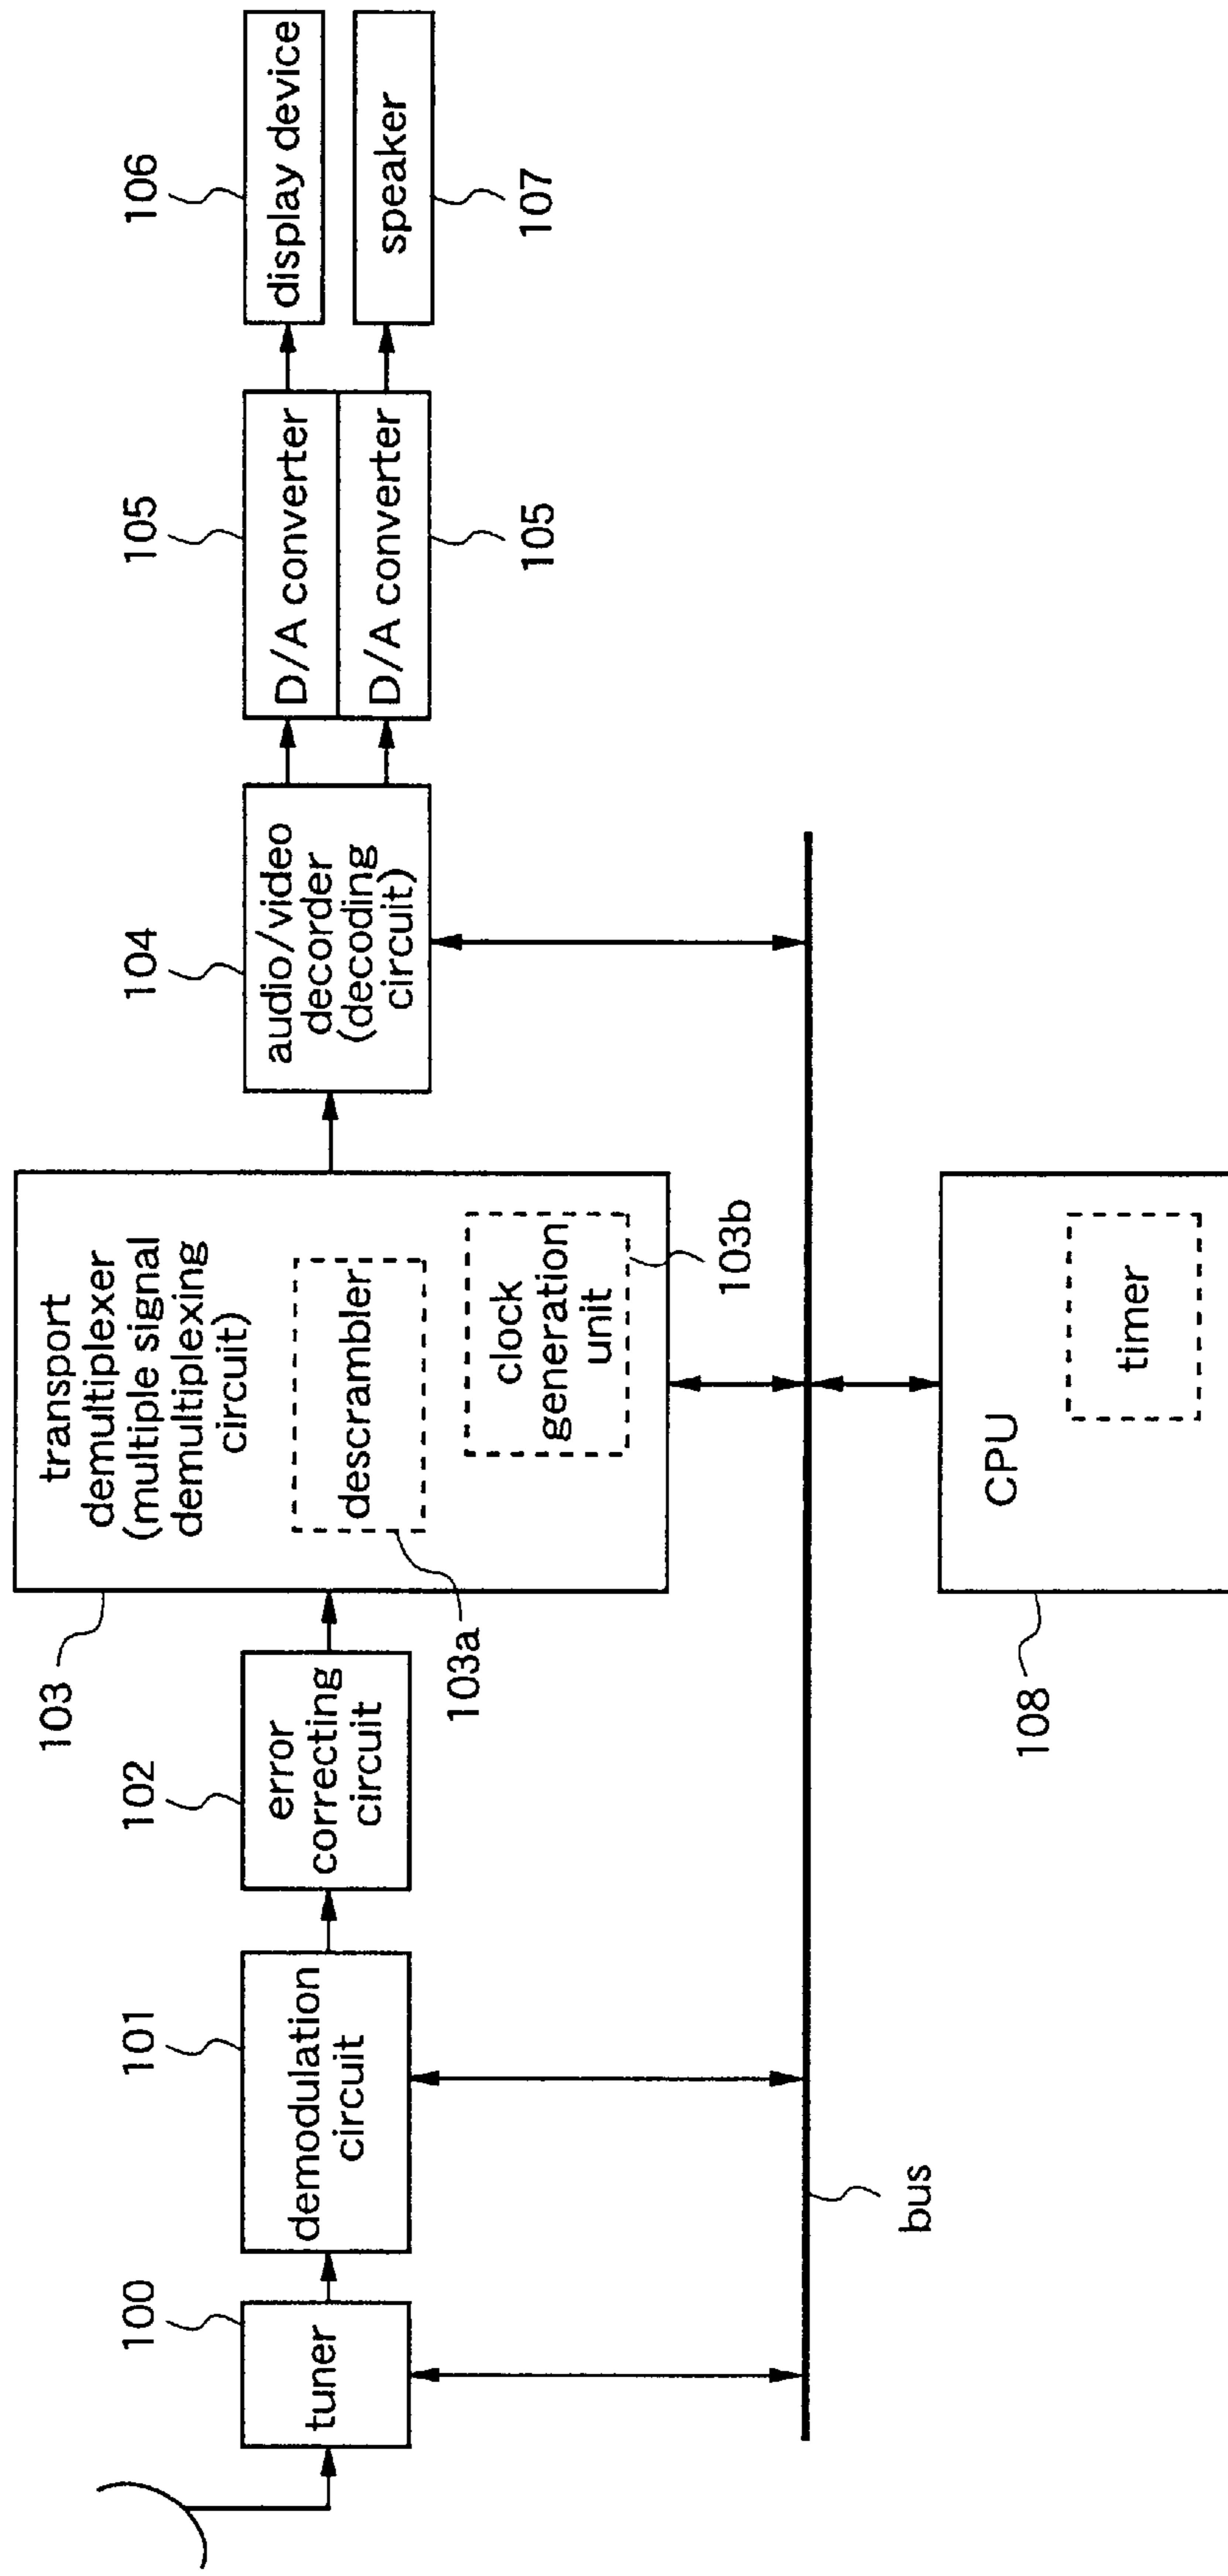 100
tuner
101
demodulation
circuit
102
error
correcting
circuit
103
transport
demultiplexer
(multiple signal
demultiplexing
circuit)
descrambler
103a
clock
generation
unit
103b
104
audio/video
decorder
(decoding
circuit)
105
D/A converter
D/A converter
105
106
display device
speaker
107
bus
108
CPU
timer